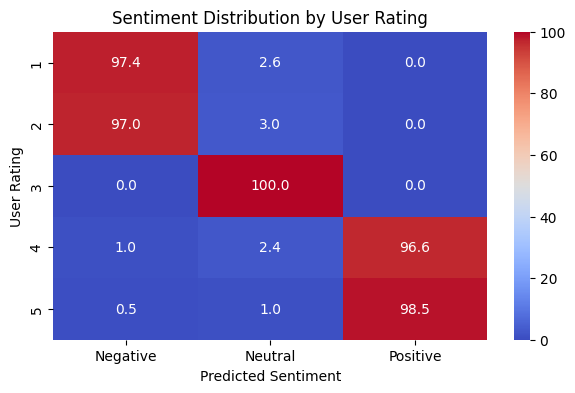 Sentiment Distribution by User Rating
User Rating
1 97.4 2.6 0.0
2 97.0 3.0 0.0
3 0.0 100.0 0.0
4 1.0 2.4 96.6
5 0.5 1.0 98.5
Negative Neutral Positive
Predicted Sentiment
100
80
60
40
20
0